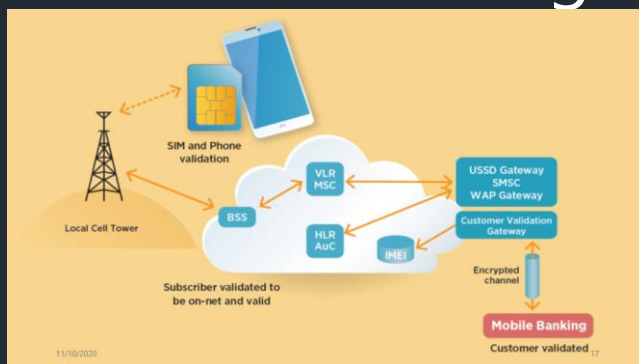 SIM and Phone
validation
Local Cell Tower
BSS
VLR
MSC
HLR
AuC
IMEI
USSD Gateway
SMSC
WAP Gateway
Customer Validation
Gateway
Subscriber validated to
be on-net and valid
Encrypted
channel
Mobile Banking
Customer validated
11/10/2020
17